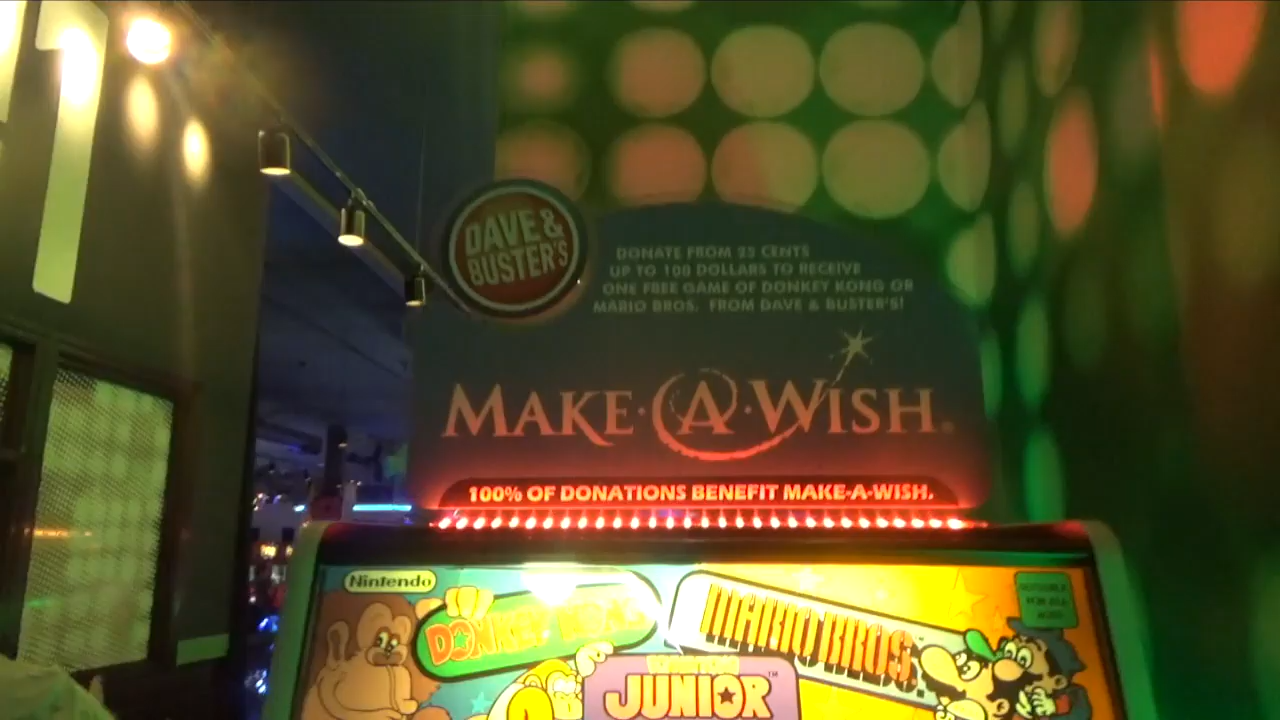 DAVE &
BUSTER'S
DONATE FROM 25 CENTS
UP TO 100 DOLLARS TO RECEIVE
ONE FREE GAME OF DONKEY KONG OR
MARIO BROS. FROM DAVE & BUSTER'S!
MAKE·A·WISH®
100% OF DONATIONS BENEFIT MAKE-A-WISH.
Nintendo
DONKEY KONG
MARIO BROS.
JUNIOR